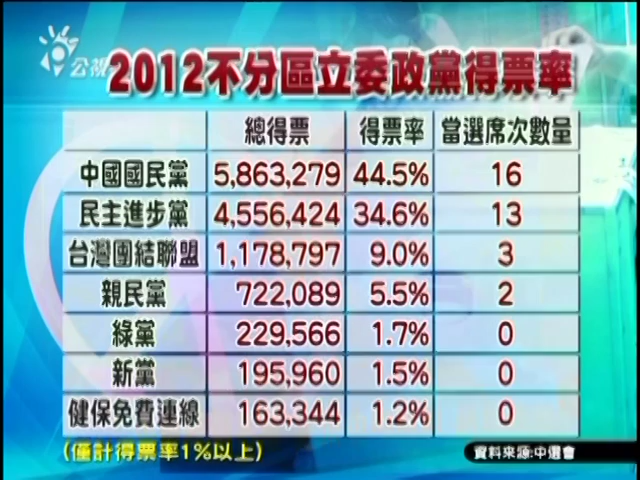 公視
2012不分區立委政黨得票率
總得票 得票率 當選席次數量
中國國民黨 5,863,279 44.5% 16
民主進步黨 4,556,424 34.6% 13
台灣團結聯盟 1,178,797 9.0% 3
親民黨 722,089 5.5% 2
綠黨 229,566 1.7% 0
新黨 195,960 1.5% 0
健保免費連線 163,344 1.2% 0
(僅計得票率1%以上) 資料來源:中選會